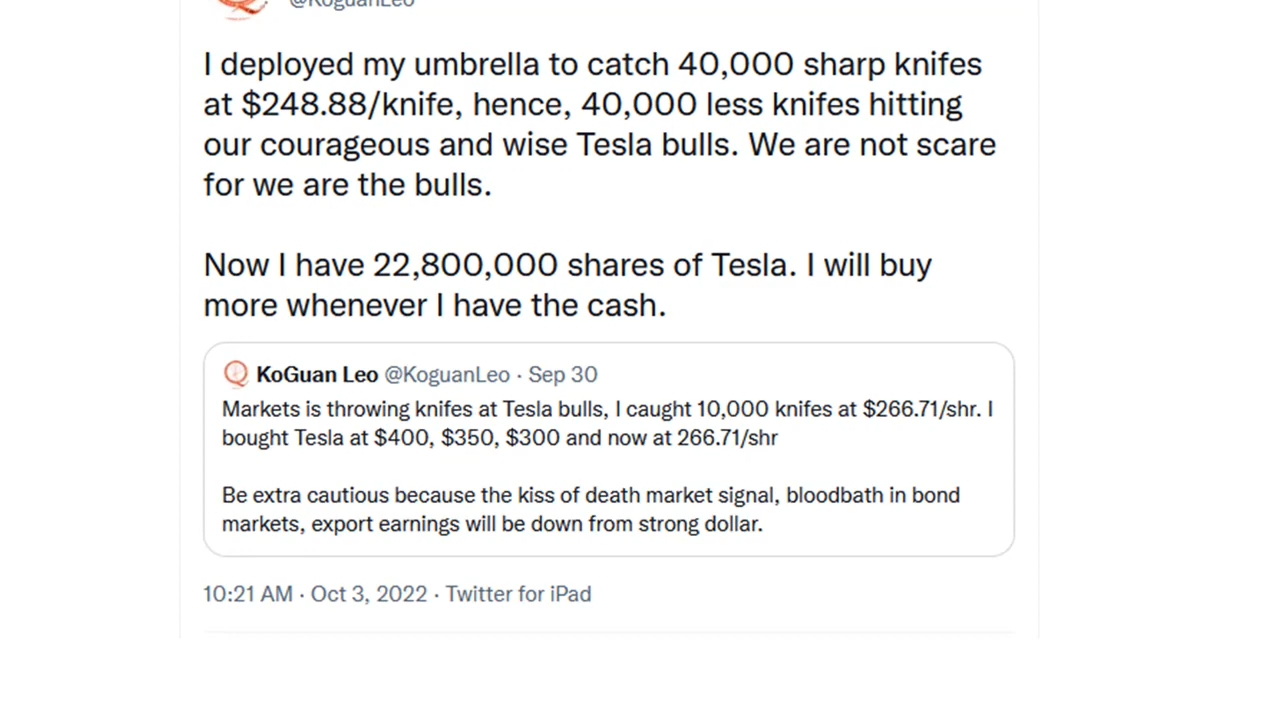 @KoguanLeo
I deployed my umbrella to catch 40,000 sharp knifes
at $248.88/knife, hence, 40,000 less knifes hitting
our courageous and wise Tesla bulls. We are not scare
for we are the bulls.
Now I have 22,800,000 shares of Tesla. I will buy
more whenever I have the cash.
KoGuan Leo @KoguanLeo · Sep 30
Markets is throwing knifes at Tesla bulls, I caught 10,000 knifes at $266.71/shr. I
bought Tesla at $400, $350, $300 and now at 266.71/shr
Be extra cautious because the kiss of death market signal, bloodbath in bond
markets, export earnings will be down from strong dollar.
10:21 AM · Oct 3, 2022 · Twitter for iPad